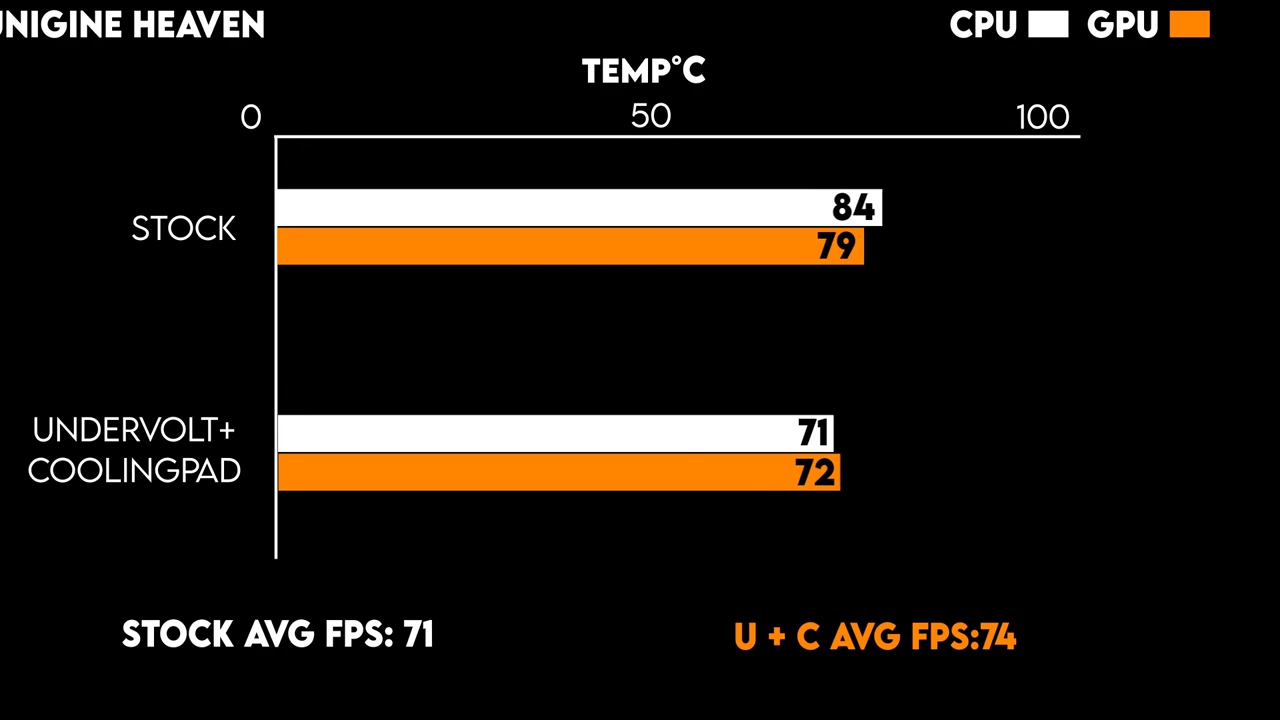 UNIGINE HEAVEN
CPU GPU
TEMP°C
0 50 100
STOCK
84
79
UNDERVOLT+
COOLINGPAD
71
72
STOCK AVG FPS: 71
U + C AVG FPS:74